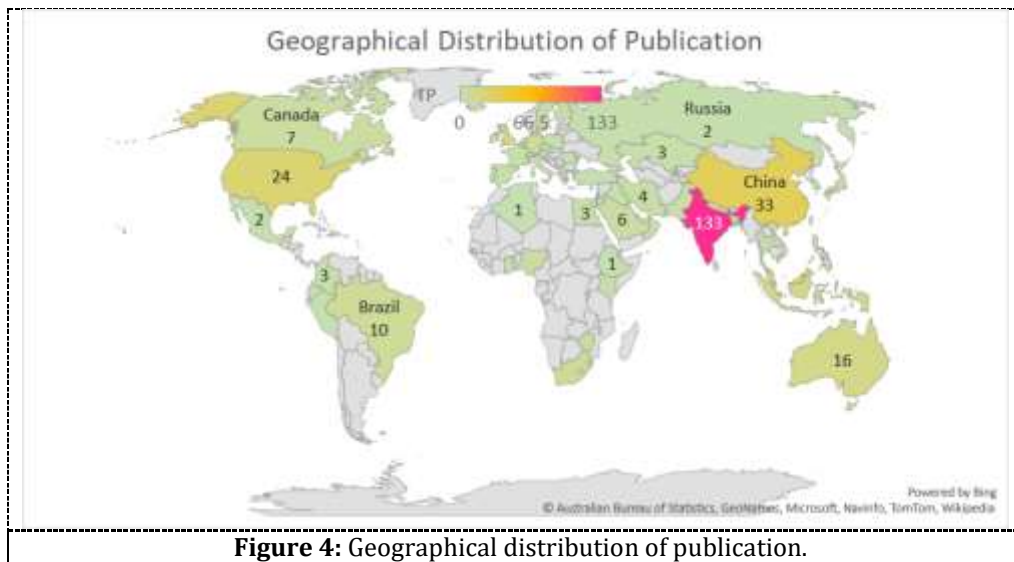 Geographical Distribution of Publication
TP
0 66.5 133
Canada
7
Russia
2
24
3
China
33
2
1
3
4
6
133
1
3
Brazil
10
16
Powered by Bing
© Australian Bureau of Statistics, GeoNames, Microsoft, Navinfo, TomTom, Wikipedia
Figure 4: Geographical distribution of publication.